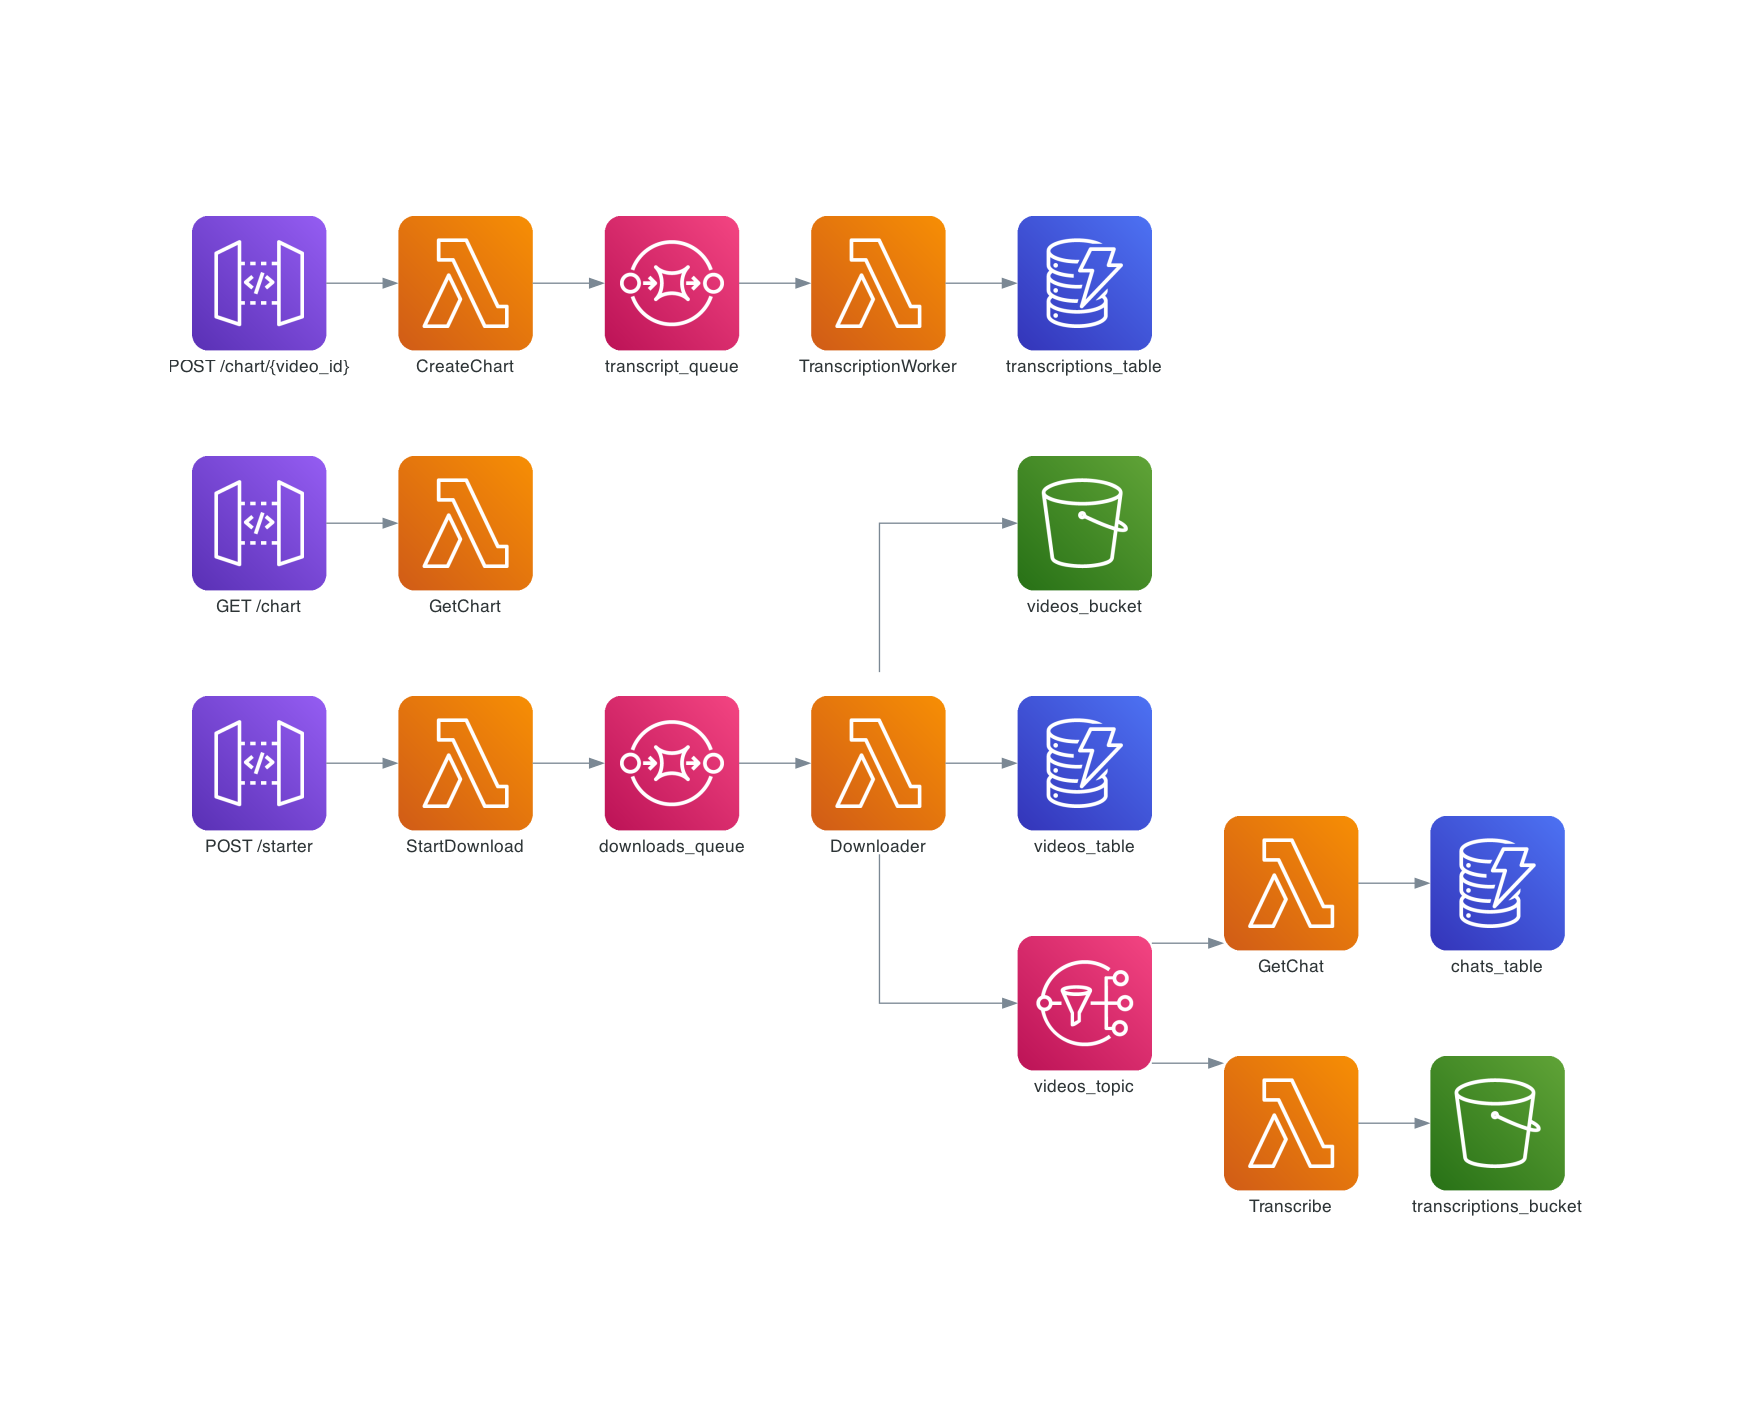 POST /chart/{video_id}
CreateChart
transcript_queue
TranscriptionWorker
transcriptions_table
GET /chart
GetChart
videos_bucket
POST /starter
StartDownload
downloads_queue
Downloader
videos_table
GetChat
chats_table
videos_topic
Transcribe
transcriptions_bucket